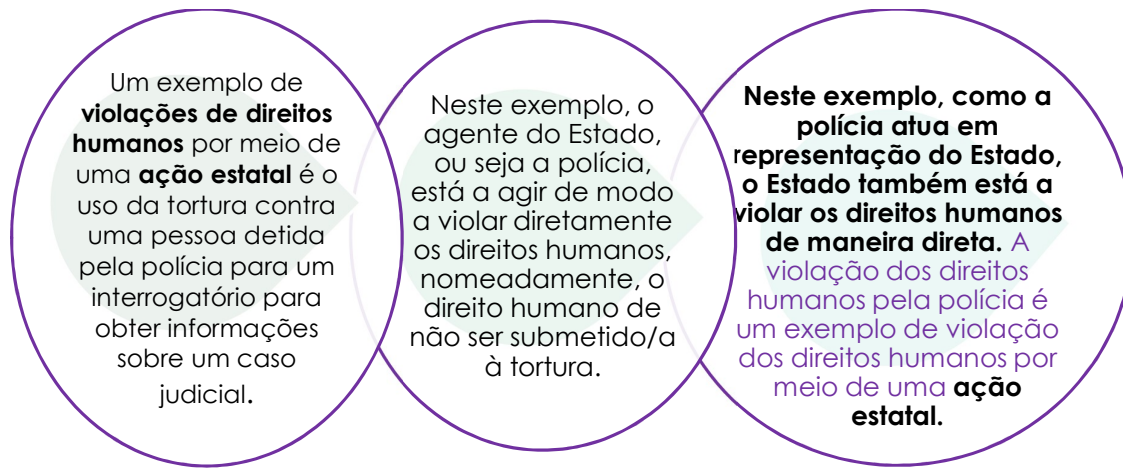 Um exemplo de
violações de direitos
humanos por meio de
uma ação estatal é o
uso da tortura contra
uma pessoa detida
pela polícia para um
interrogatório para
obter informações
sobre um caso
judicial.
Neste exemplo, o
agente do Estado,
ou seja a polícia,
está a agir de modo
a violar diretamente
os direitos humanos,
nomeadamente, o
direito humano de
não ser submetido/a
à tortura.
Neste exemplo, como a
polícia atua em
representação do Estado,
o Estado também está a
violar os direitos humanos
de maneira direta. A
violação dos direitos
humanos pela polícia é
um exemplo de violação
dos direitos humanos por
meio de uma ação
estatal.